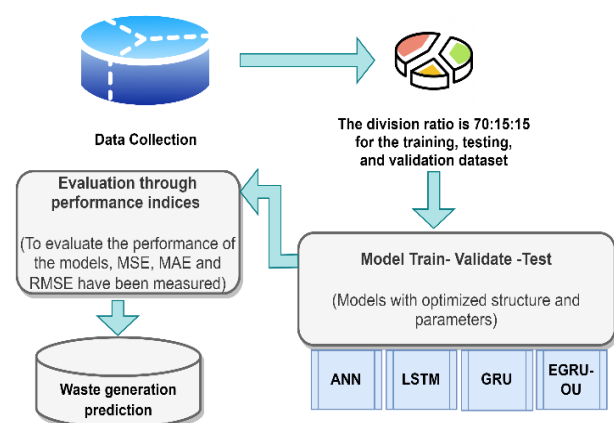 Data Collection
The division ratio is 70:15:15
for the training, testing,
and validation dataset
Evaluation through
performance indices
(To evaluate the performance of
the models, MSE, MAE and
RMSE have been measured)
Model Train- Validate -Test
(Models with optimized structure and
parameters)
ANN
LSTM
GRU
EGRU-
OU
Waste generation
prediction